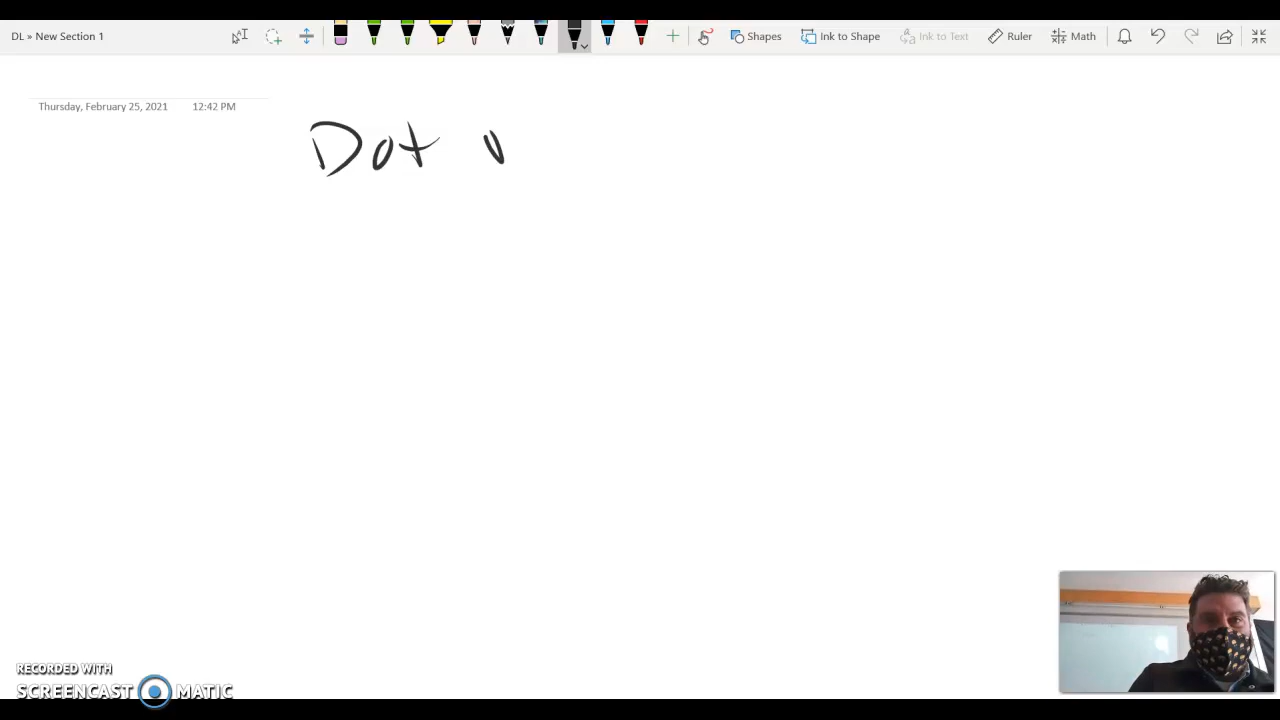 DL » New Section 1 Ink to Shape Ink to Text Ruler Math Shapes
Thursday, February 25, 2021 12:42 PM
Dot
RECORDED WITH
SCREENCAST MATIC